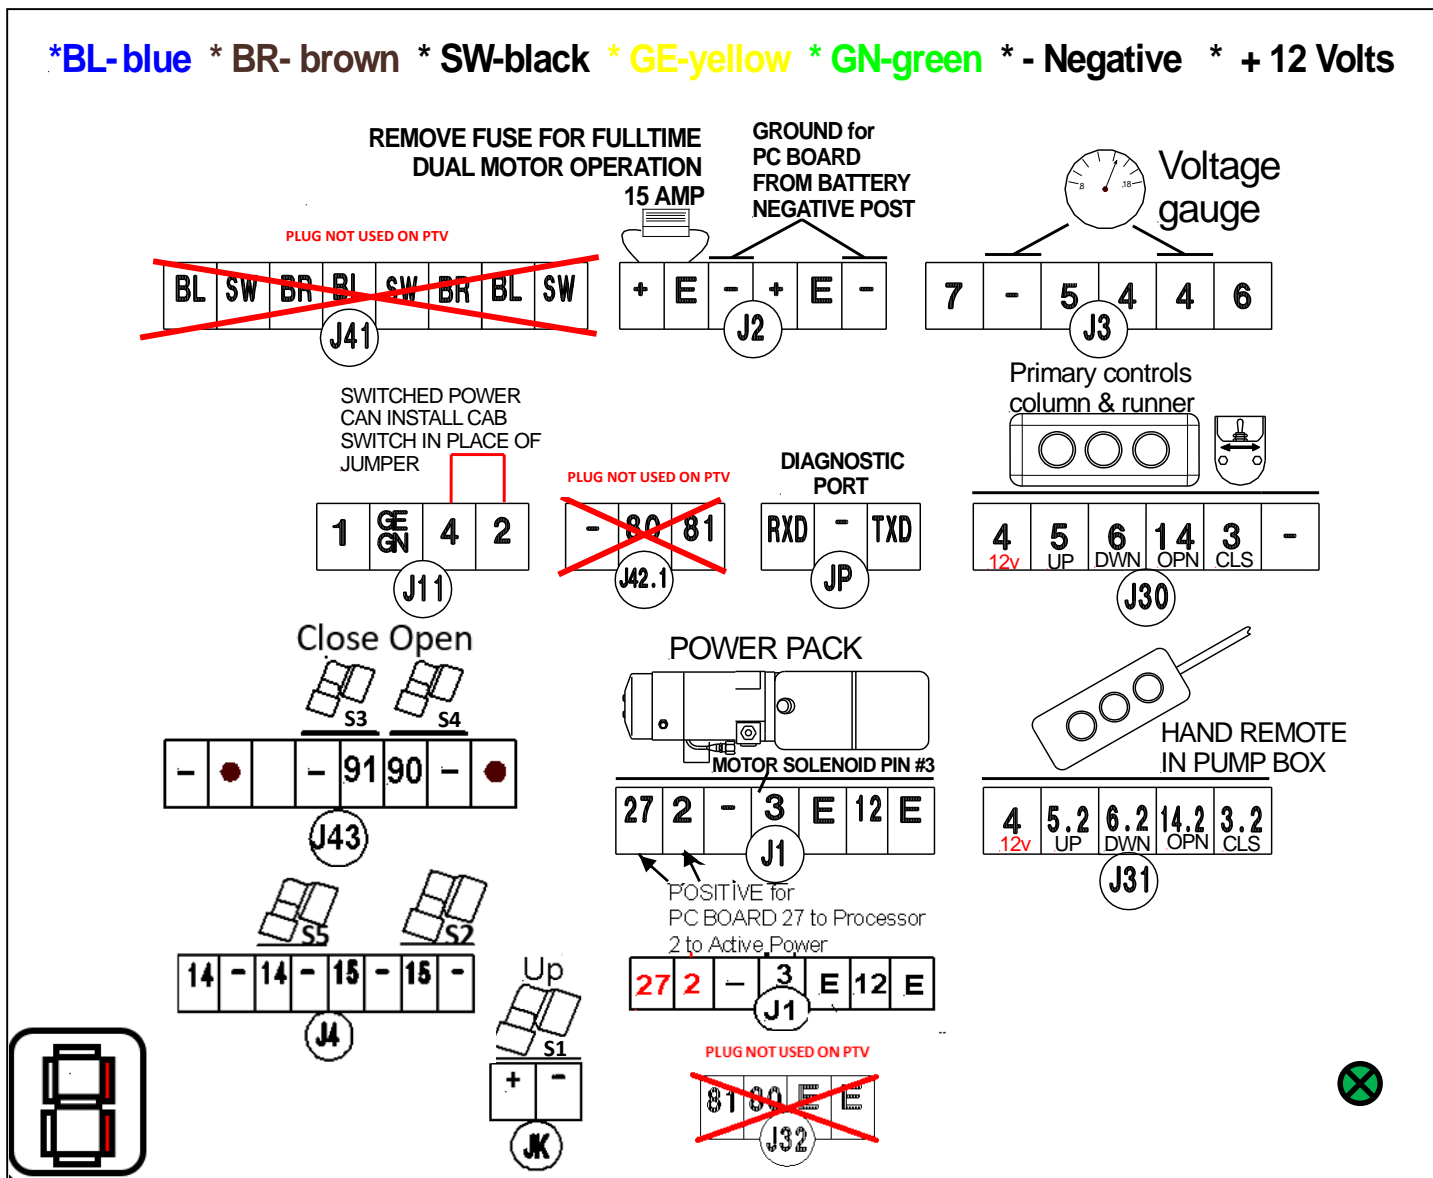 *BL- blue * BR- brown * SW-black * GE-yellow * GN-green * - Negative * + 12 Volts
REMOVE FUSE FOR FULLTIME
DUAL MOTOR OPERATION
15 AMP
GROUND for
PC BOARD
FROM BATTERY
NEGATIVE POST
.8 .18
Voltage
gauge
PLUG NOT USED ON PTV
BL SW BR BL SW BR BL SW
J41
+ E - + E -
J2
7 - 5 4 4 6
J3
SWITCHED POWER
CAN INSTALL CAB
SWITCH IN PLACE OF
JUMPER
1 GE GN 4 2
J11
PLUG NOT USED ON PTV
- 80 81
J42.1
DIAGNOSTIC
PORT
RXD - TXD
JP
Primary controls
column & runner
4 5 6 14 3 -
12v UP DWN OPN CLS
J30
Close Open
S3 S4
- - 91 90 -
J43
POWER PACK
MOTOR SOLENOID PIN #3
27 2 - 3 E 12 E
J1
POSITIVE for
PC BOARD 27 to Processor
2 to Active Power
27 2 - 3 E 12 E
J1
HAND REMOTE
IN PUMP BOX
4 5.2 6.2 14.2 3.2
12v UP DWN OPN CLS
J31
S5 S2
14 - 14 - 15 - 15 -
J4
Up
S1
+ -
JK
PLUG NOT USED ON PTV
81 80 E E
J32